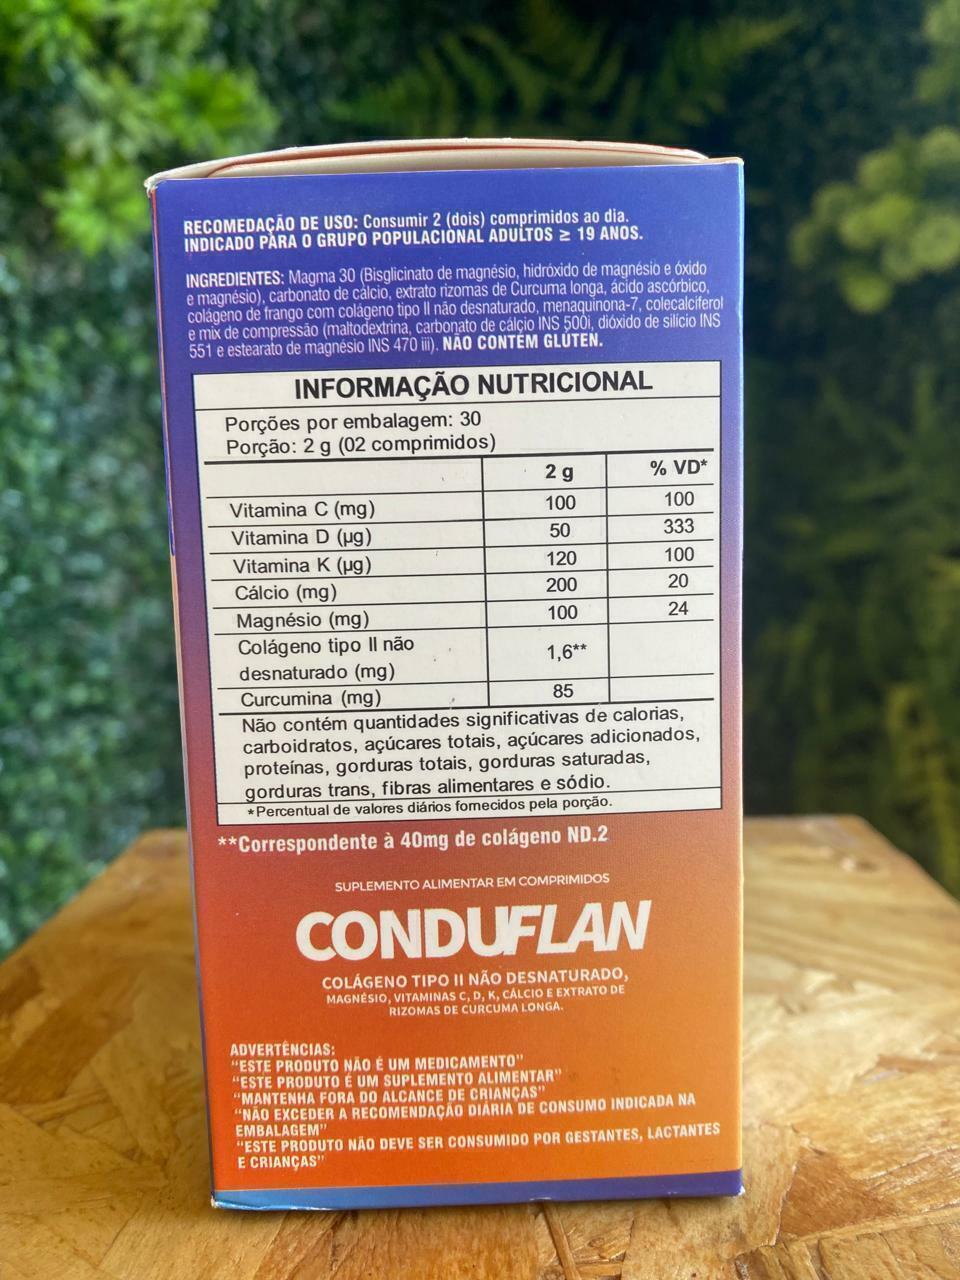 RECOMEDAÇÃO DE USO: Consumir 2 (dois) comprimidos ao dia.
INDICADO PARA O GRUPO POPULACIONAL ADULTOS ≥ 19 ANOS.
INGREDIENTES: Magma 30 (Bisglicinato de magnésio, hidróxido de magnésio e óxido
e magnésio), carbonato de cálcio, extrato rizomas de Curcuma longa, ácido ascórbico,
colágeno de frango com colágeno tipo II não desnaturado, menaquinona-7, colecalciferol
e mix de compressão (maltodextrina, carbonato de cálcio INS 500i, dióxido de silício INS
551 e estearato de magnésio INS 470 iii). NÃO CONTÉM GLÚTEN.
INFORMAÇÃO NUTRICIONAL
Porções por embalagem: 30
Porção: 2 g (02 comprimidos)
2 g % VD*
Vitamina C (mg) 100 100
Vitamina D (µg) 50 333
Vitamina K (µg) 120 100
Cálcio (mg) 200 20
Magnésio (mg) 100 24
Colágeno tipo II não
desnaturado (mg) 1,6**
Curcumina (mg) 85
Não contém quantidades significativas de calorias,
carboidratos, açúcares totais, açúcares adicionados,
proteínas, gorduras totais, gorduras saturadas,
gorduras trans, fibras alimentares e sódio.
*Percentual de valores diários fornecidos pela porção.
**Correspondente à 40mg de colágeno ND.2
SUPLEMENTO ALIMENTAR EM COMPRIMIDOS
CONDUFLAN
COLÁGENO TIPO II NÃO DESNATURADO,
MAGNÉSIO, VITAMINAS C, D, K, CÁLCIO E EXTRATO DE
RIZOMAS DE CURCUMA LONGA.
ADVERTÊNCIAS:
"ESTE PRODUTO NÃO É UM MEDICAMENTO"
"ESTE PRODUTO É UM SUPLEMENTO ALIMENTAR"
"MANTENHA FORA DO ALCANCE DE CRIANÇAS"
"NÃO EXCEDER A RECOMENDAÇÃO DIÁRIA DE CONSUMO INDICADA NA
EMBALAGEM"
"ESTE PRODUTO NÃO DEVE SER CONSUMIDO POR GESTANTES, LACTANTES
E CRIANÇAS"